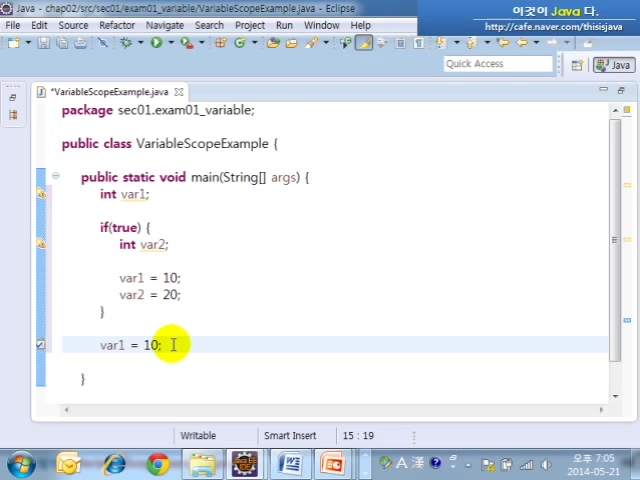 Java - chap02/src/sec01/exam01_variable/VariableScopeExample.java - Eclipse
이것이 Java 다.
http://cafe.naver.com/thisisjava
File Edit Source Refactor Navigate Search Project Run Window Help
Quick Access
Java
*VariableScopeExample.java
package sec01.exam01_variable;
public class VariableScopeExample {
public static void main(String[] args) {
int var1;
if(true) {
int var2;
var1 = 10;
var2 = 20;
}
var1 = 10;
}
Writable Smart Insert 15 : 19
A 漢
오후 7:05
2014-05-21